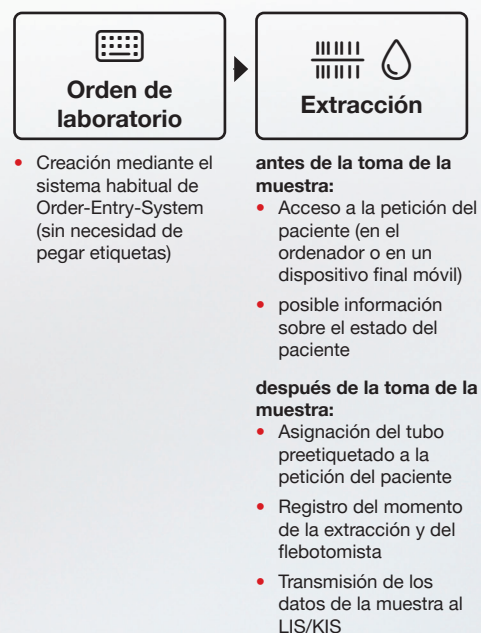 Orden de
laboratorio
• Creación mediante el
sistema habitual de
Order-Entry-System
(sin necesidad de
pegar etiquetas)
Extracción
antes de la toma de la
muestra:
• Acceso a la petición del
paciente (en el
ordenador o en un
dispositivo final móvil)
• posible información
sobre el estado del
paciente
después de la toma de la
muestra:
• Asignación del tubo
preetiquetado a la
petición del paciente
• Registro del momento
de la extracción y del
flebotomista
• Transmisión de los
datos de la muestra al
LIS/KIS